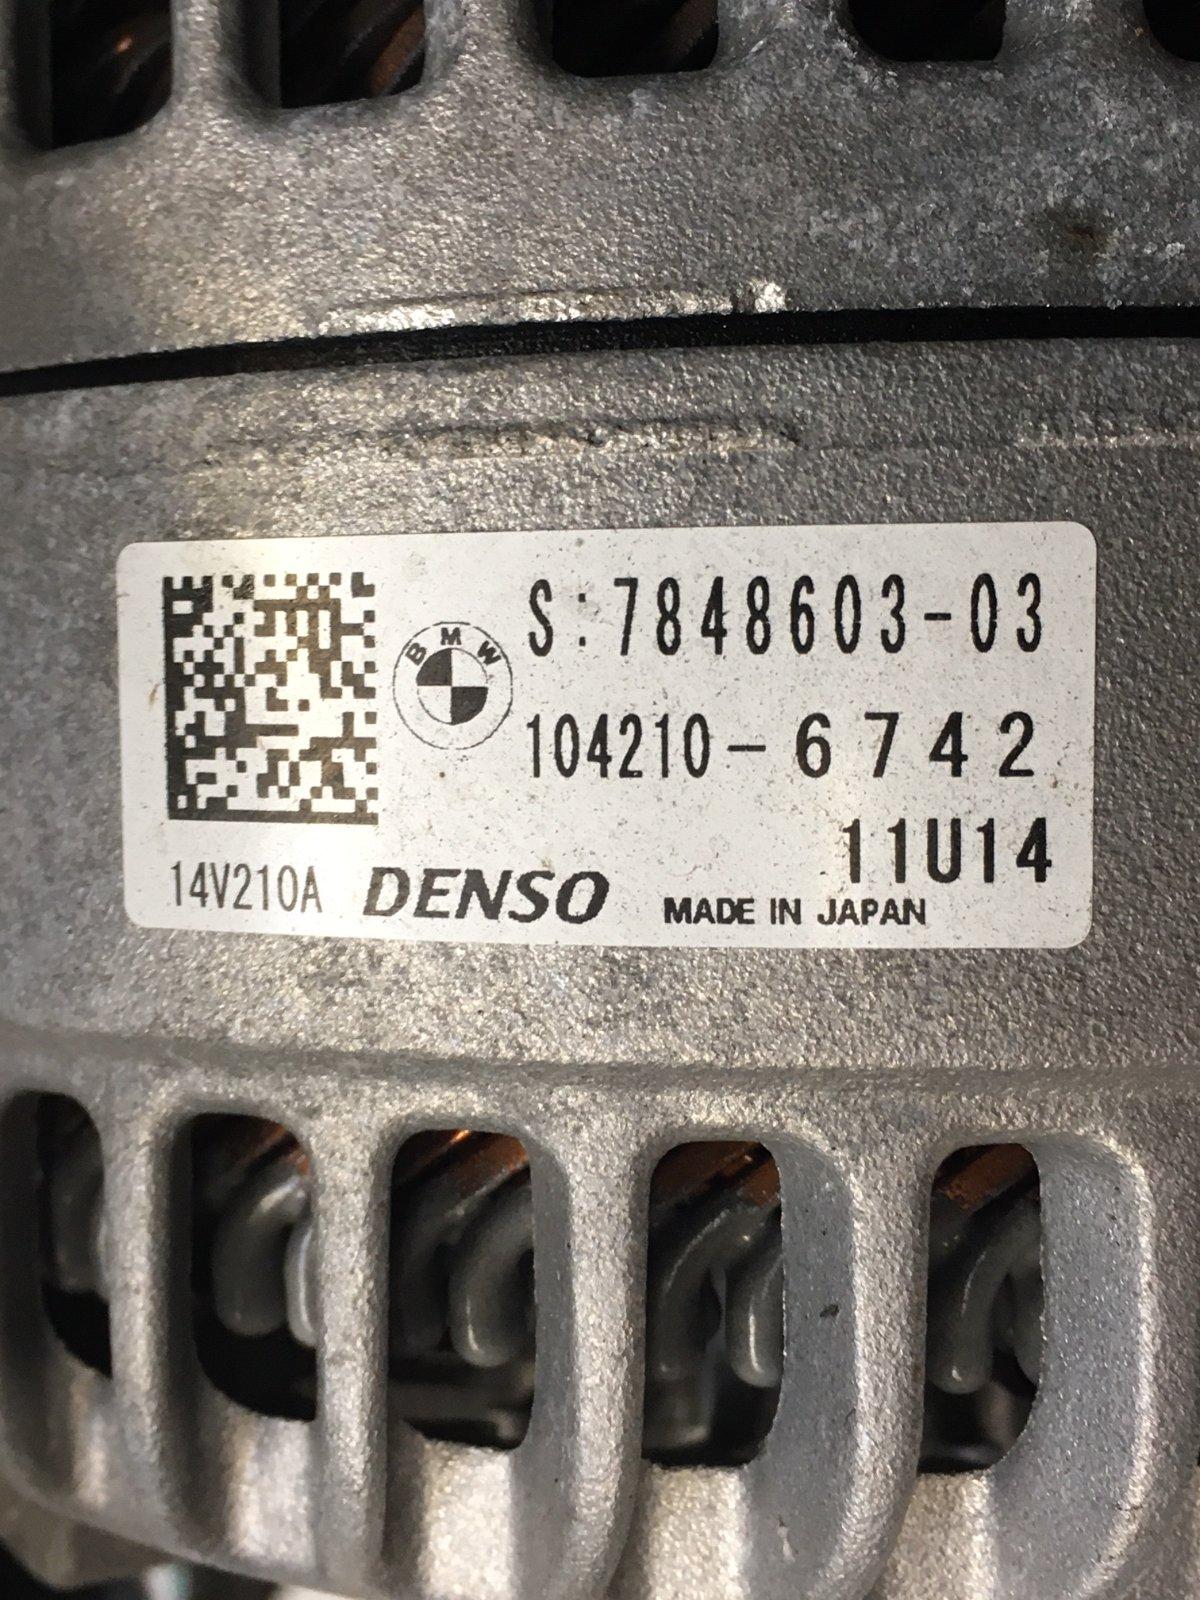 BMW
S:7848603-03
104210-6742
11U14
14V210A DENSO MADE IN JAPAN